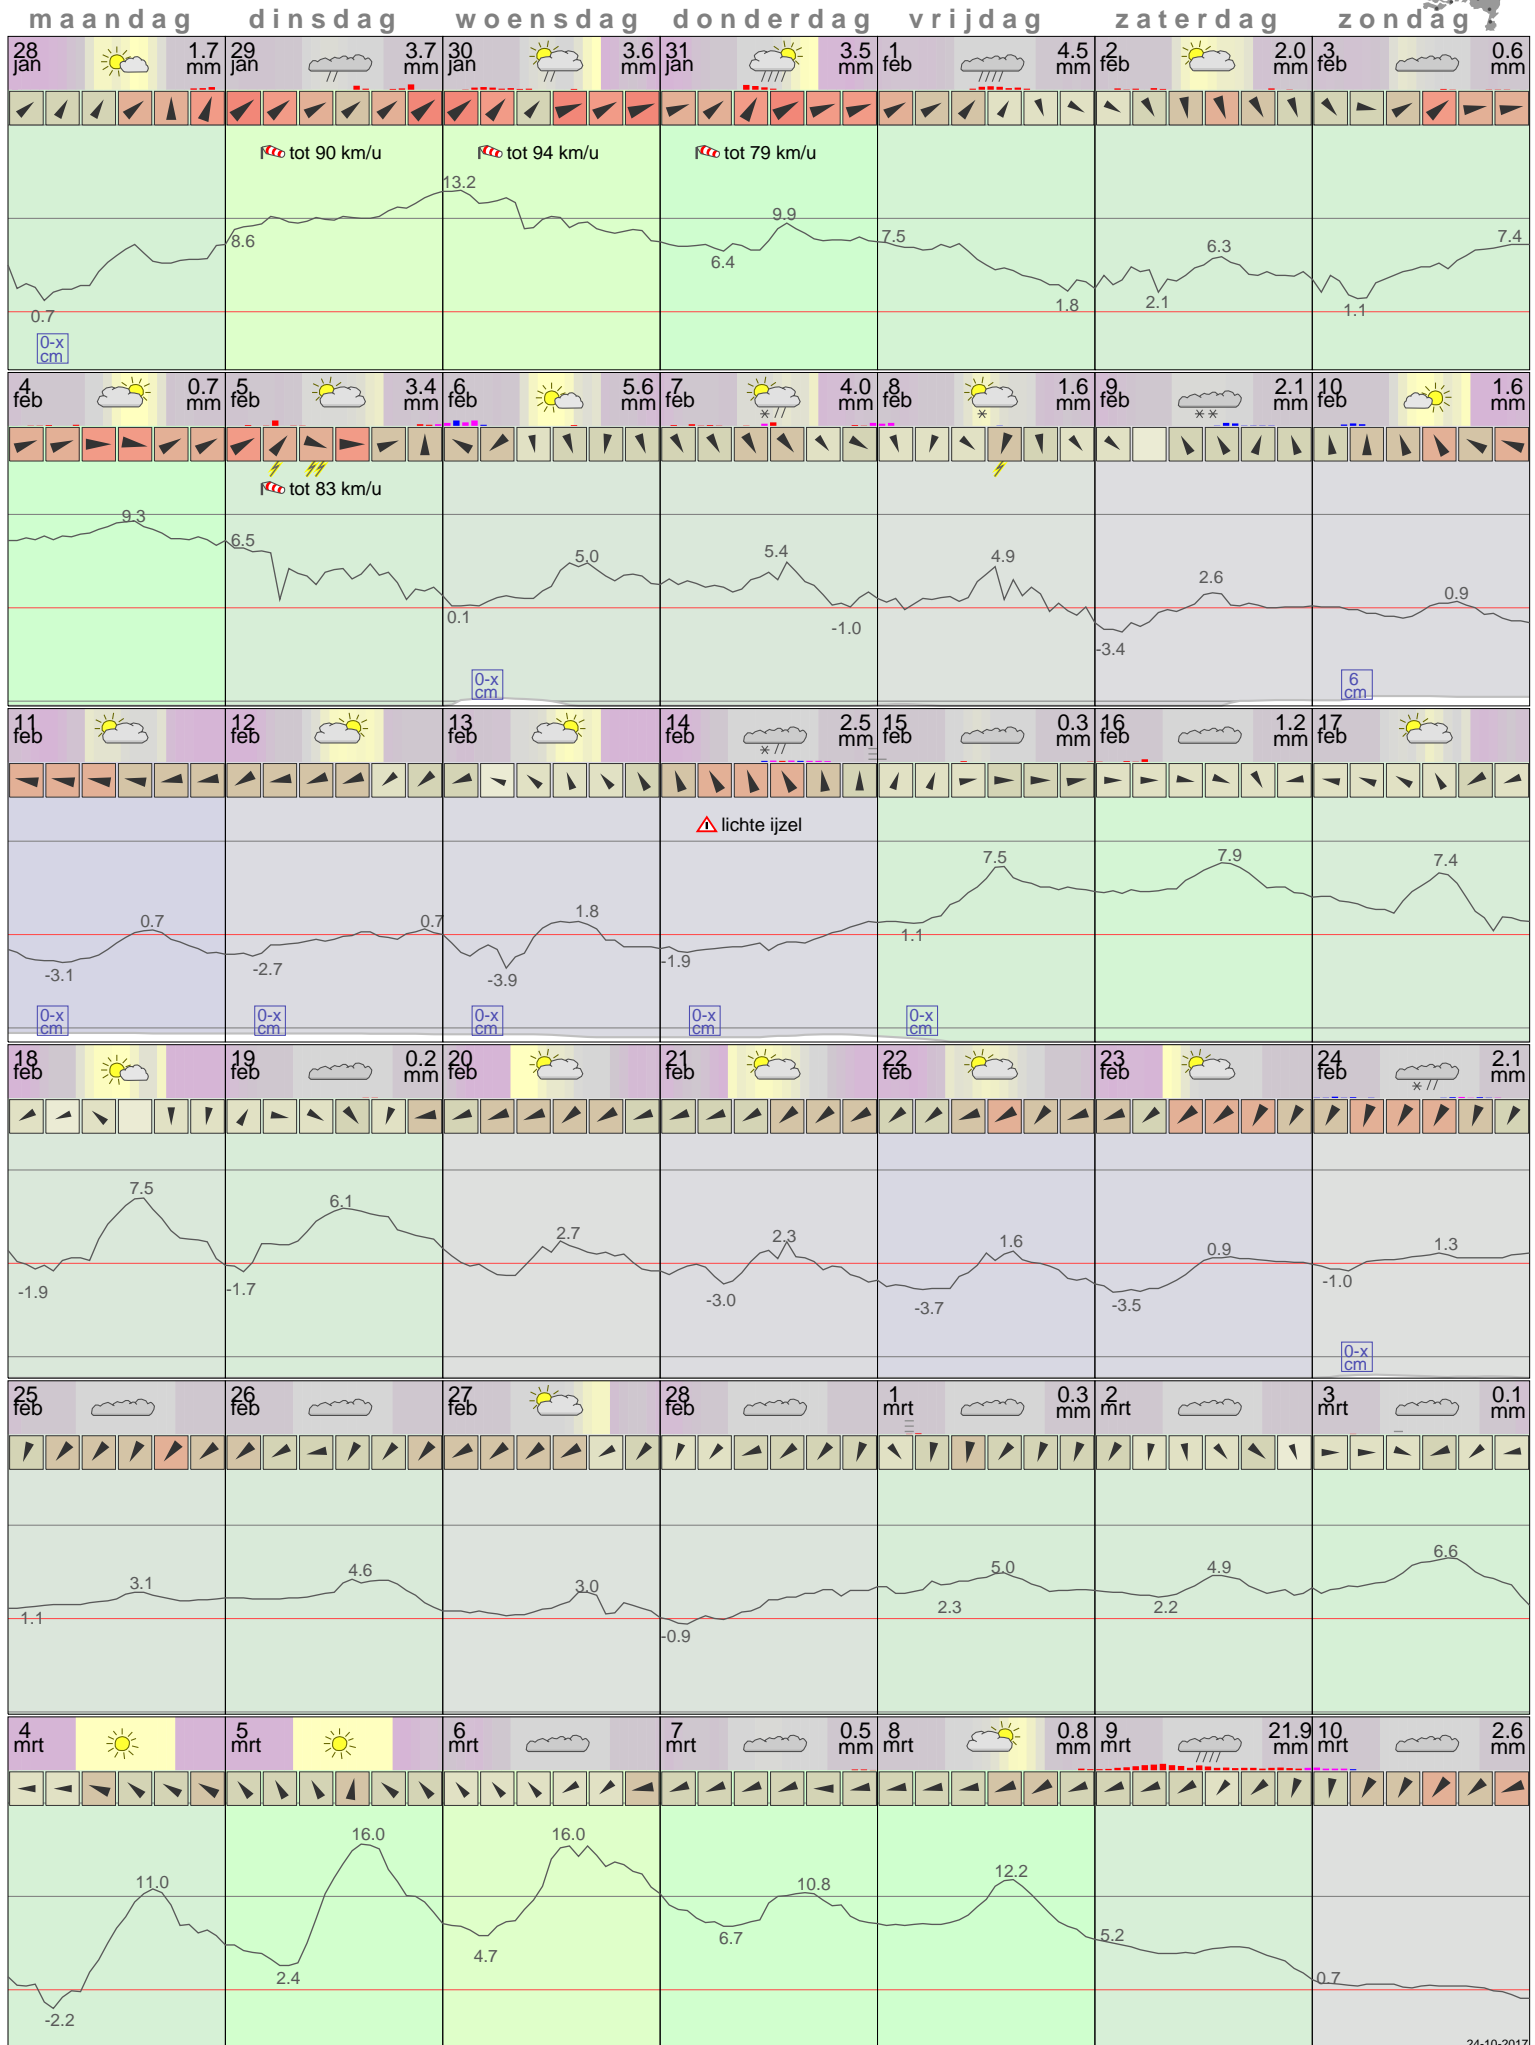 maandag dinsdag woensdag donderdag vrijdag zaterdag zondag
28 jan 1.7 mm
29 jan 3.7 mm
30 jan 3.6 mm
31 jan 3.5 mm
1 feb 4.5 mm
2 feb 2.0 mm
3 feb 0.6 mm
tot 90 km/u
tot 94 km/u
tot 79 km/u
0.7
8.6
13.2
6.4
9.9
7.5
1.8
2.1
6.3
1.1
7.4
0-x cm
4 feb 0.7 mm
5 feb 3.4 mm
6 feb 5.6 mm
7 feb 4.0 mm
8 feb 1.6 mm
9 feb 2.1 mm
10 feb 1.6 mm
tot 83 km/u
9.3
6.5
0.1
5.0
5.4
-1.0
4.9
-3.4
2.6
0.9
0-x cm
6 cm
11 feb
12 feb
13 feb
14 feb 2.5 mm
15 feb 0.3 mm
16 feb 1.2 mm
17 feb
lichte ijzel
-3.1
0.7
-2.7
0.7
-3.9
1.8
-1.9
1.1
7.5
7.9
7.4
0-x cm
0-x cm
0-x cm
0-x cm
0-x cm
18 feb
19 feb 0.2 mm
20 feb
21 feb
22 feb
23 feb
24 feb 2.1 mm
-1.9
7.5
-1.7
6.1
2.7
-3.0
2.3
-3.7
1.6
-3.5
0.9
-1.0
1.3
0-x cm
25 feb
26 feb
27 feb
28 feb
1 mrt 0.3 mm
2 mrt
3 mrt 0.1 mm
1.1
3.1
4.6
3.0
-0.9
2.3
5.0
2.2
4.9
6.6
4 mrt
5 mrt
6 mrt
7 mrt 0.5 mm
8 mrt 0.8 mm
9 mrt 21.9 mm
10 mrt 2.6 mm
-2.2
11.0
2.4
16.0
4.7
16.0
6.7
10.8
12.2
5.2
0.7
24-10-2017